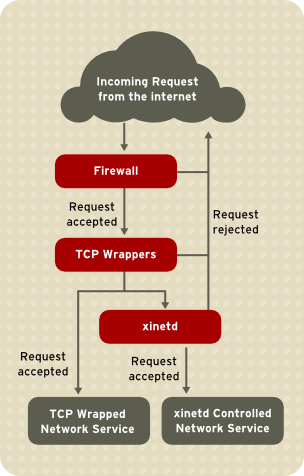 Incoming Request
from the internet
Firewall
Request
accepted
Request
rejected
TCP Wrappers
xinetd
Request
accepted
Request
accepted
TCP Wrapped
Network Service
xinetd Controlled
Network Service